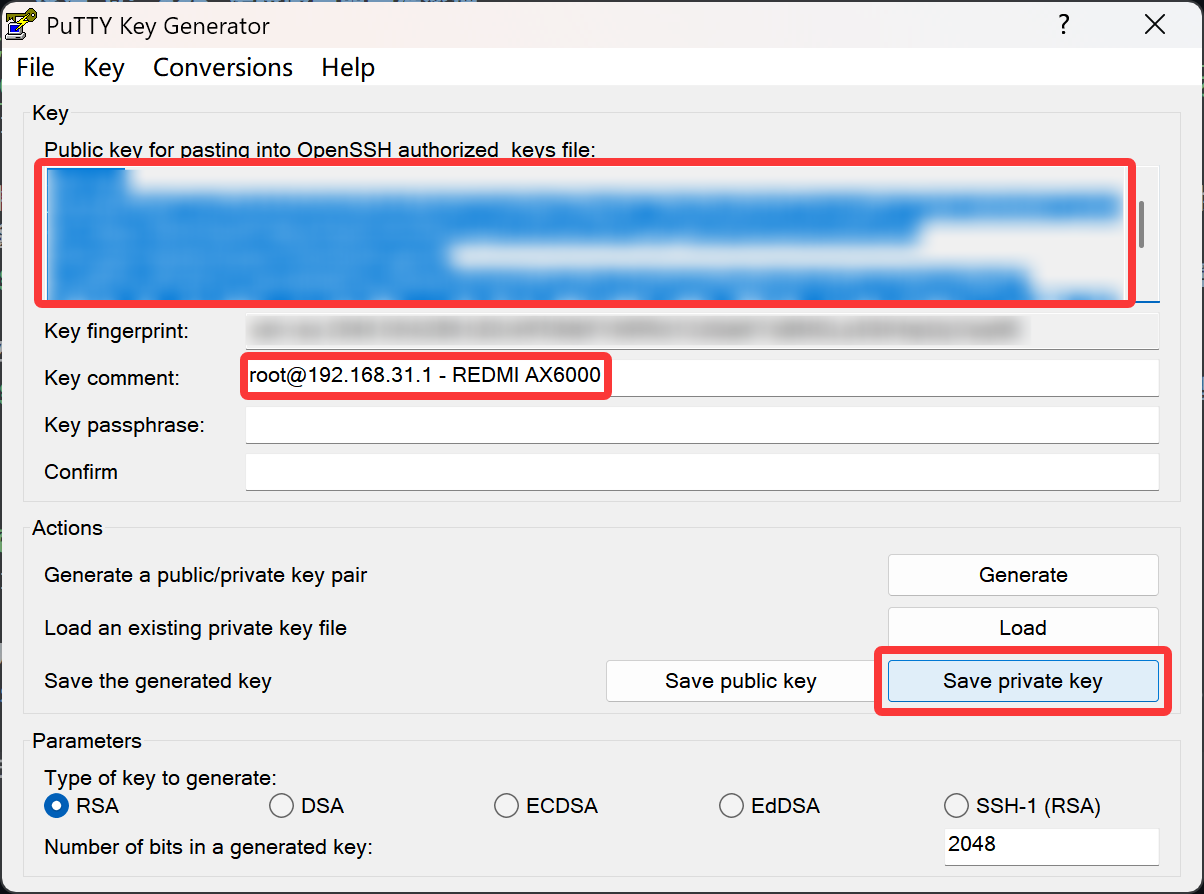 PuTTY Key Generator ?
File Key Conversions Help
Key
Public key for pasting into OpenSSH authorized_keys file:
Key fingerprint:
Key comment: root@192.168.31.1 - REDMI AX6000
Key passphrase:
Confirm
Actions
Generate a public/private key pair Generate
Load an existing private key file Load
Save the generated key Save public key Save private key
Parameters
Type of key to generate:
RSA DSA ECDSA EdDSA SSH-1 (RSA)
Number of bits in a generated key: 2048